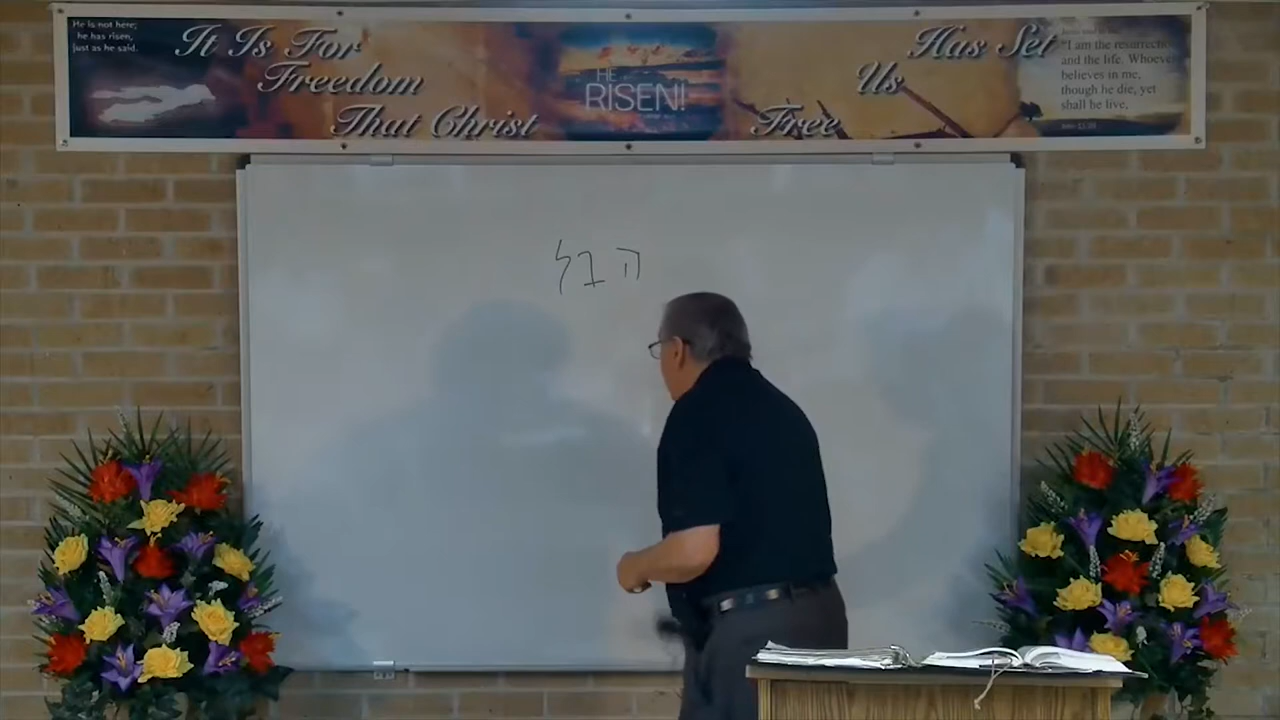 He is not here;
he has risen,
just as he said.
It Is For
Freedom
That Christ
HE
RISEN!
Has Set
Us
Free
"I am the resurrectio
and the life. Whoever
believes in me,
though he die, yet
shall he live,
הבל